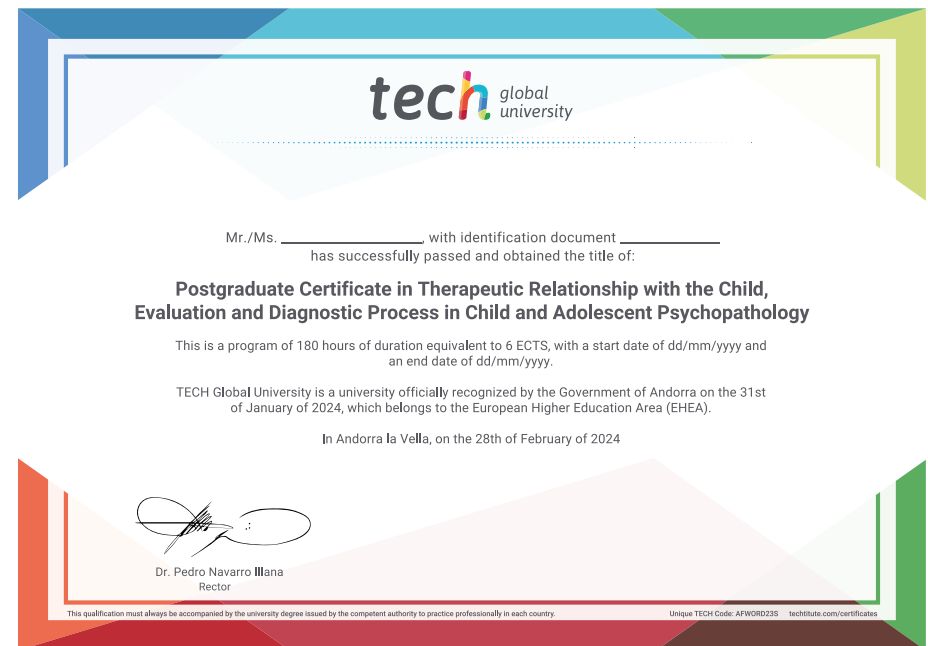 tech global
university
Mr./Ms. ____________, with identification document ____________
has successfully passed and obtained the title of:
Postgraduate Certificate in Therapeutic Relationship with the Child,
Evaluation and Diagnostic Process in Child and Adolescent Psychopathology
This is a program of 180 hours of duration equivalent to 6 ECTS, with a start date of dd/mm/yyyy and
an end date of dd/mm/yyyy.
TECH Global University is a university officially recognized by the Government of Andorra on the 31st
of January of 2024, which belongs to the European Higher Education Area (EHEA).
In Andorra la Vella, on the 28th of February of 2024
Dr. Pedro Navarro Illana
Rector
This qualification must always be accompanied by the university degree issued by the competent authority to practice professionally in each country.
Unique TECH Code: AFWORD23S techtitute.com/certificates